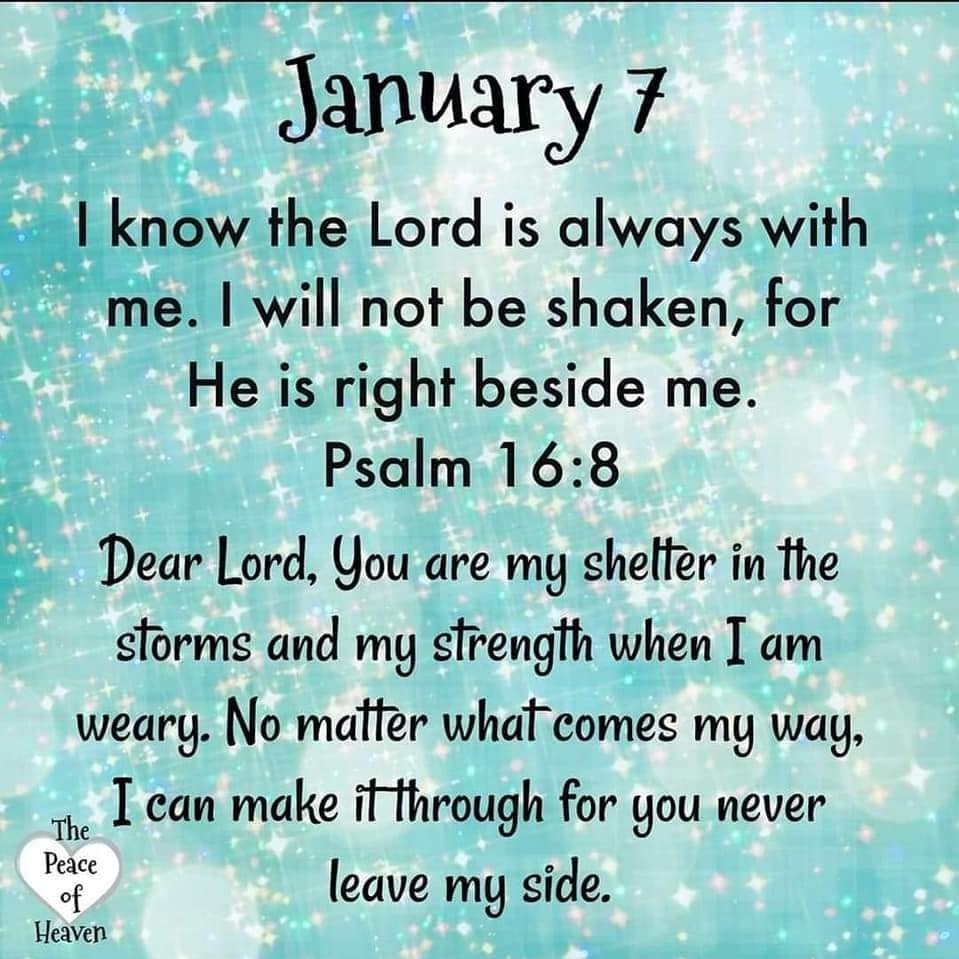 January 7
I know the Lord is always with
me. I will not be shaken, for
He is right beside me.
Psalm 16:8
Dear Lord, You are my shelter in the
storms and my strength when I am
weary. No matter what comes my way,
I can make it through for you never
leave my side.
The
Peace
of
Heaven